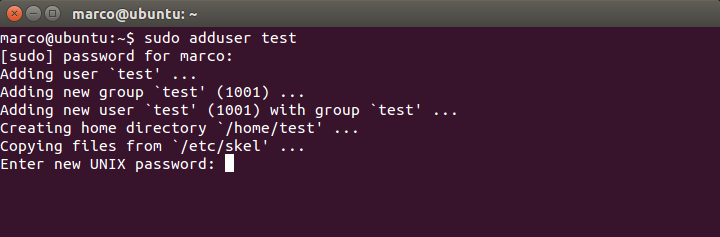 marco@ubuntu: ~
marco@ubuntu:~$ sudo adduser test
[sudo] password for marco:
Adding user `test' ...
Adding new group `test' (1001) ...
Adding new user `test' (1001) with group `test' ...
Creating home directory `/home/test' ...
Copying files from `/etc/skel' ...
Enter new UNIX password: